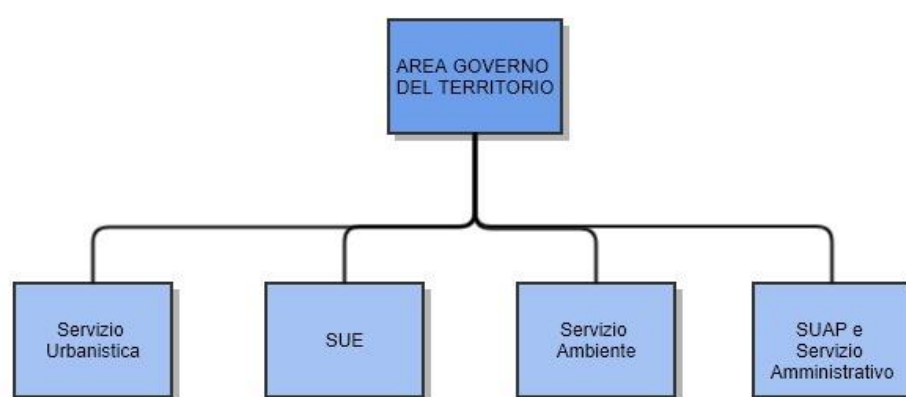 AREA GOVERNO
DEL TERRITORIO
Servizio
Urbanistica
SUE
Servizio
Ambiente
SUAP e
Servizio
Amministrativo